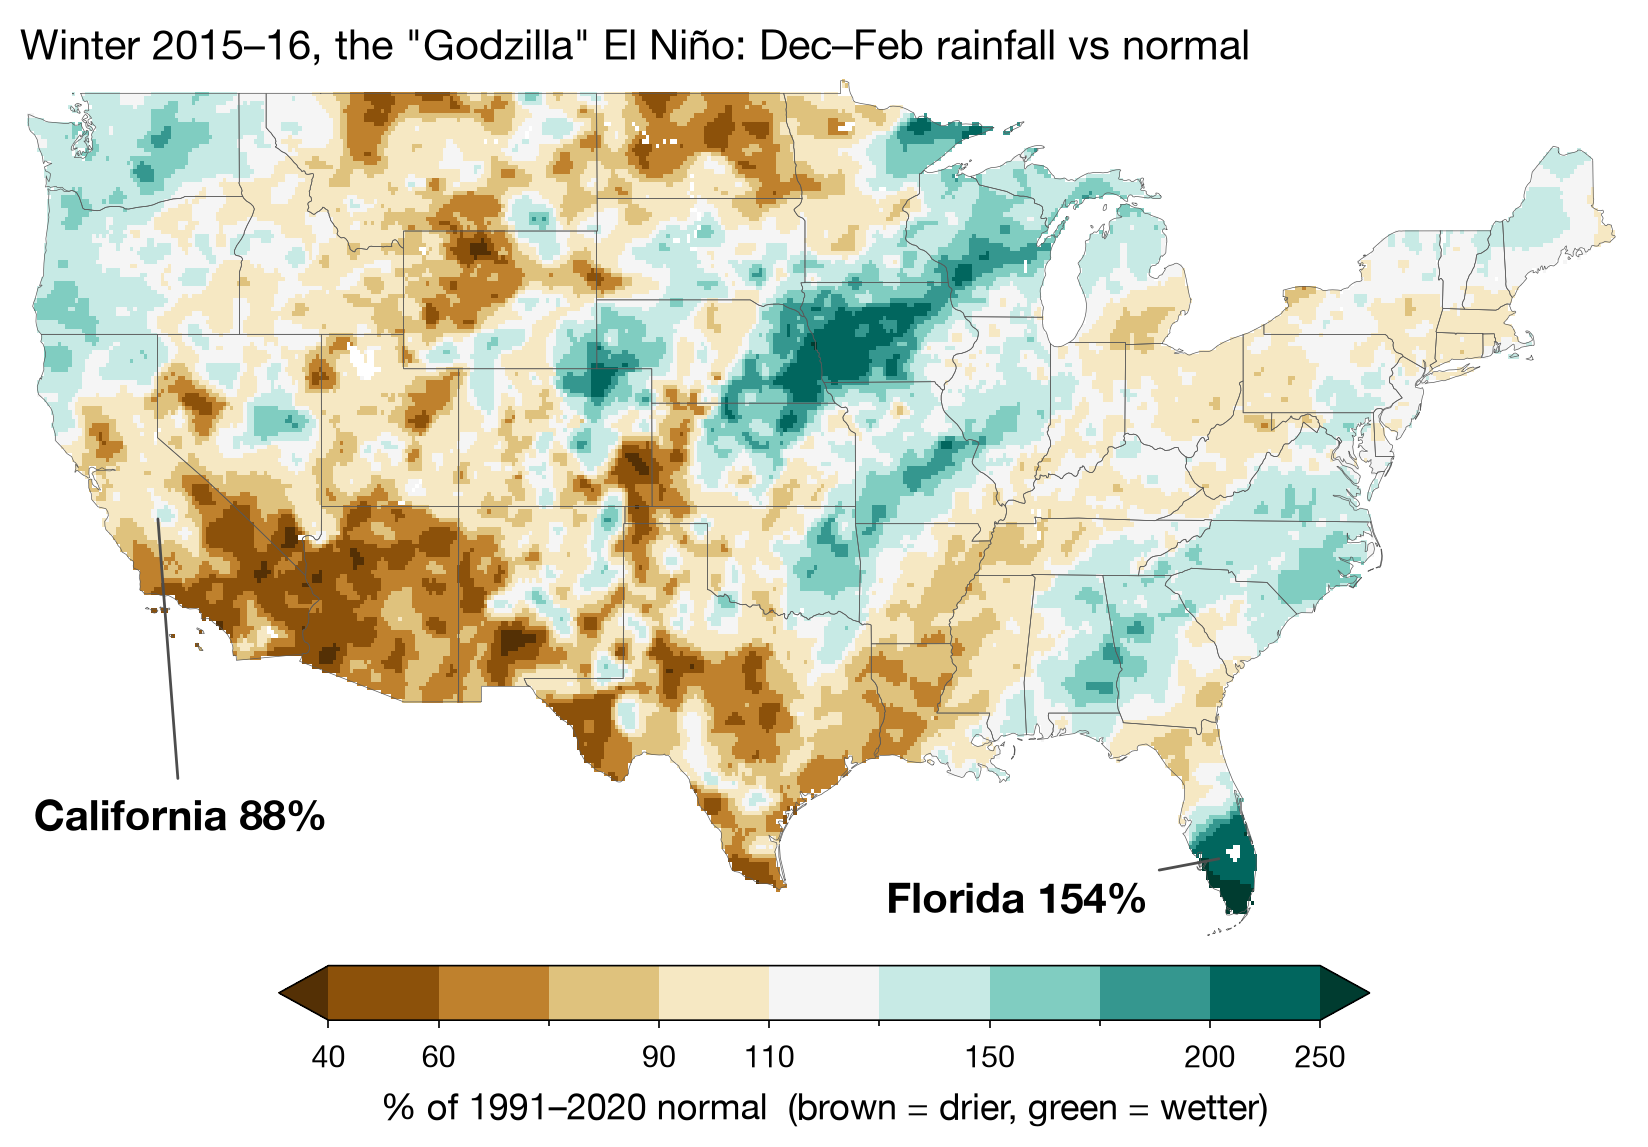 Winter 2015–16, the "Godzilla" El Niño: Dec–Feb rainfall vs normal
California 88%
Florida 154%
40 60 90 110 150 200 250
% of 1991–2020 normal (brown = drier, green = wetter)